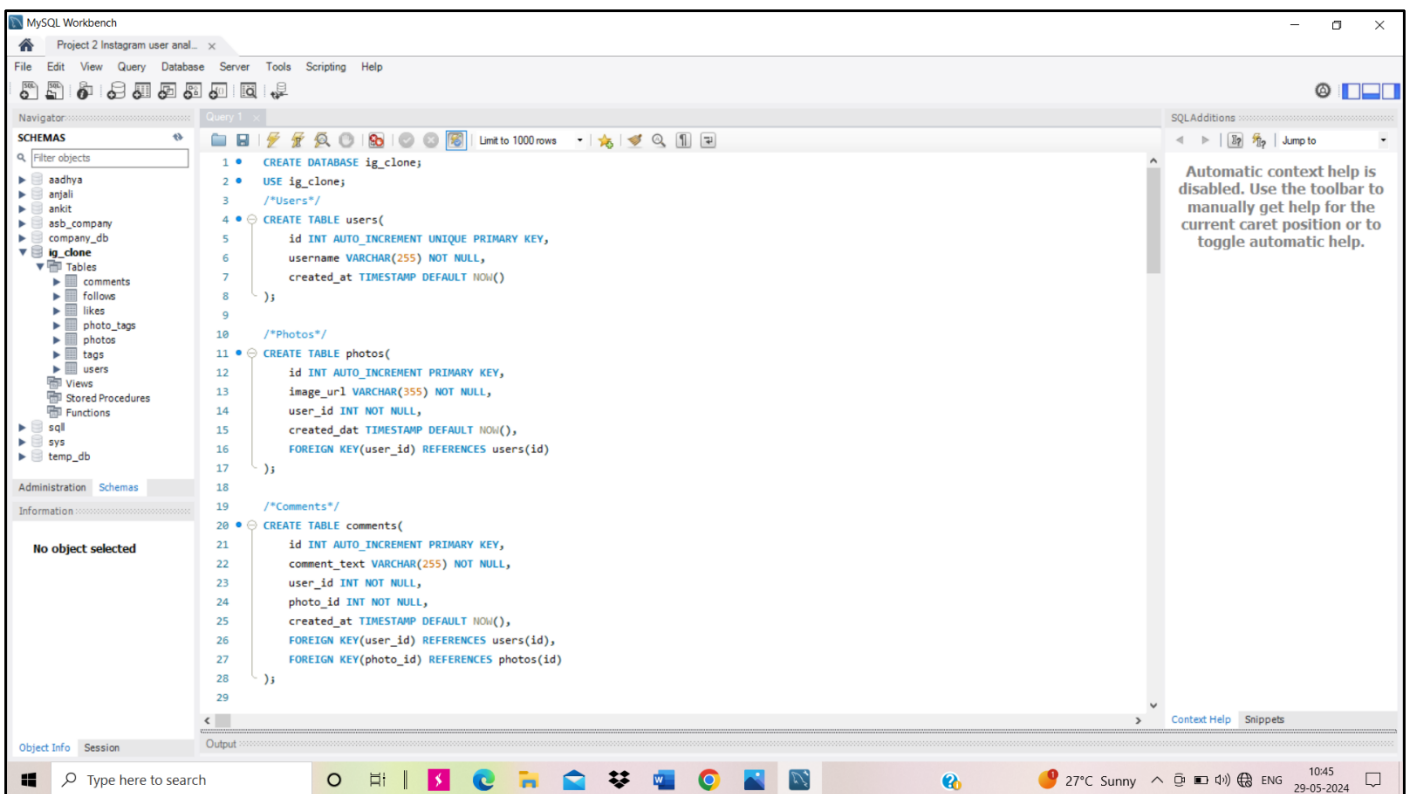 MySQL Workbench
Project 2 Instagram user anal... ×
File Edit View Query Database Server Tools Scripting Help
Navigator
SCHEMAS
Filter objects
aadhya
anjali
ankit
asb_company
company_db
ig_clone
Tables
comments
follows
likes
photo_tags
photos
tags
users
Views
Stored Procedures
Functions
sqll
sys
temp_db
Administration Schemas
Information
No object selected
Object Info Session
Query 1 ×
Limit to 1000 rows
1 CREATE DATABASE ig_clone;
2 USE ig_clone;
3 /*Users*/
4 CREATE TABLE users(
5 id INT AUTO_INCREMENT UNIQUE PRIMARY KEY,
6 username VARCHAR(255) NOT NULL,
7 created_at TIMESTAMP DEFAULT NOW()
8 );
9
10 /*Photos*/
11 CREATE TABLE photos(
12 id INT AUTO_INCREMENT PRIMARY KEY,
13 image_url VARCHAR(355) NOT NULL,
14 user_id INT NOT NULL,
15 created_dat TIMESTAMP DEFAULT NOW(),
16 FOREIGN KEY(user_id) REFERENCES users(id)
17 );
18
19 /*Comments*/
20 CREATE TABLE comments(
21 id INT AUTO_INCREMENT PRIMARY KEY,
22 comment_text VARCHAR(255) NOT NULL,
23 user_id INT NOT NULL,
24 photo_id INT NOT NULL,
25 created_at TIMESTAMP DEFAULT NOW(),
26 FOREIGN KEY(user_id) REFERENCES users(id),
27 FOREIGN KEY(photo_id) REFERENCES photos(id)
28 );
29
Output
SQLAdditions
Jump to
Automatic context help is
disabled. Use the toolbar to
manually get help for the
current caret position or to
toggle automatic help.
Context Help Snippets
Type here to search
27°C Sunny ENG 10:45
29-05-2024